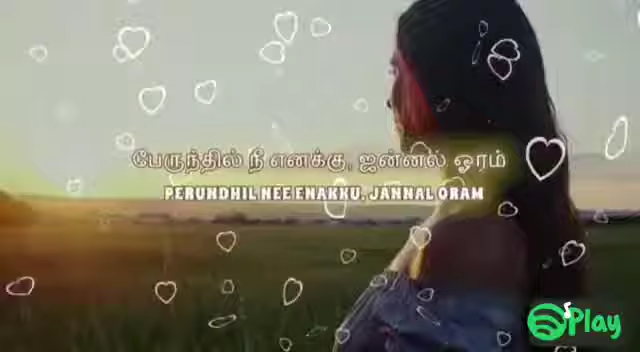 பேருந்தில் நீ எனக்கு, ஜன்னல் ஓரம்
PERUNDHIL NEE ENAKKU, JANNAL ORAM
Play